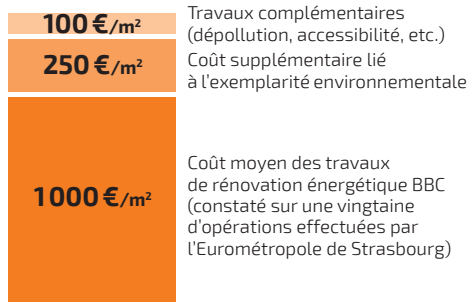 100 €/m²
Travaux complémentaires
(dépollution, accessibilité, etc.)
250 €/m²
Coût supplémentaire lié
à l'exemplarité environnementale
1000 €/m²
Coût moyen des travaux
de rénovation énergétique BBC
(constaté sur une vingtaine
d'opérations effectuées par
l'Eurométropole de Strasbourg)